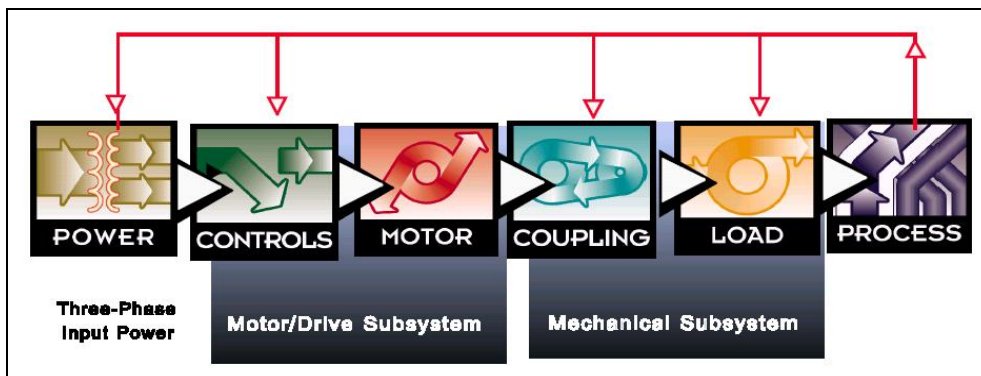 POWER
CONTROLS
MOTOR
COUPLING
LOAD
PROCESS
Three-Phase
Input Power
Motor/Drive Subsystem
Mechanical Subsystem